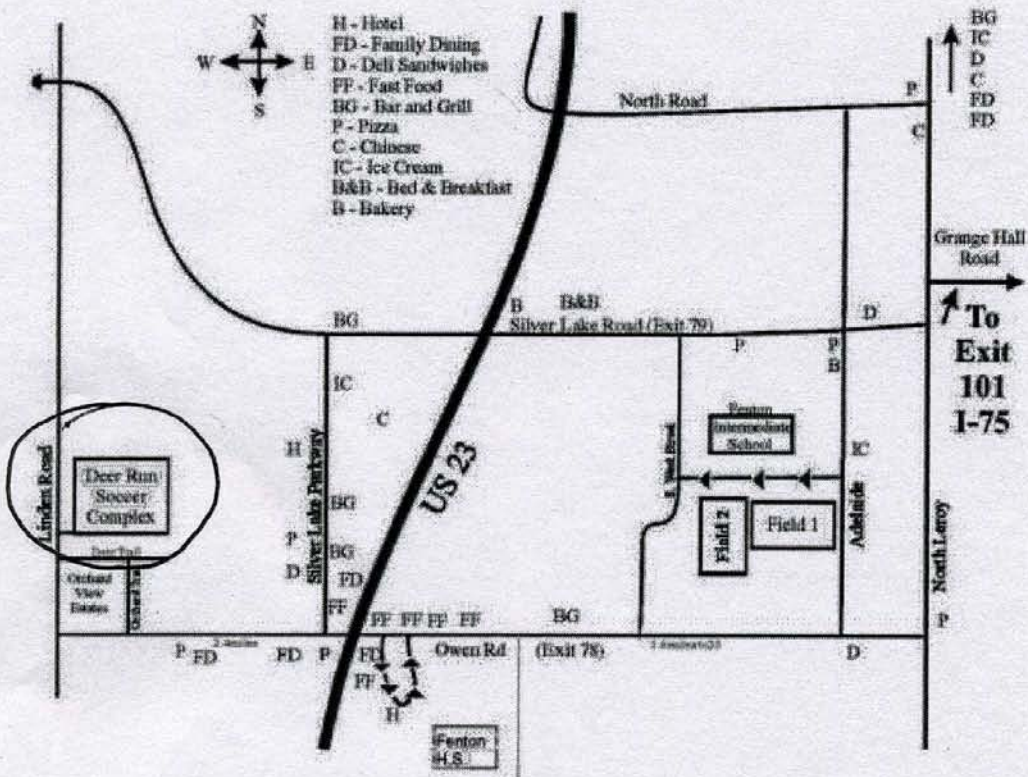 N
W E
S
H - Hotel
FD - Family Dining
D - Deli Sandwiches
FF - Fast Food
BG - Bar and Grill
P - Pizza
C - Chinese
IC - Ice Cream
B&B - Bed & Breakfast
B - Bakery
BG
IC
D
C
FD
FD
North Road
P
C
Grange Hall
Road
To
Exit
101
I-75
B B&B
BG
Silver Lake Road (Exit 79)
D
P
P
B
IC
C
H
BG
P
BG
D
FD
FF
Silver Lake Parkway
US 23
Linden Road
Deer Run
Soccer
Complex
Orchard
View
Estates
Fenton
Intermediate
School
IC
Field 2
Field 1
Adelaide
North Leroy
P
FF FF FF FF
BG
P FD
FD P
FD
Owen Rd (Exit 78)
D
FF
H
Fenton
H.S.